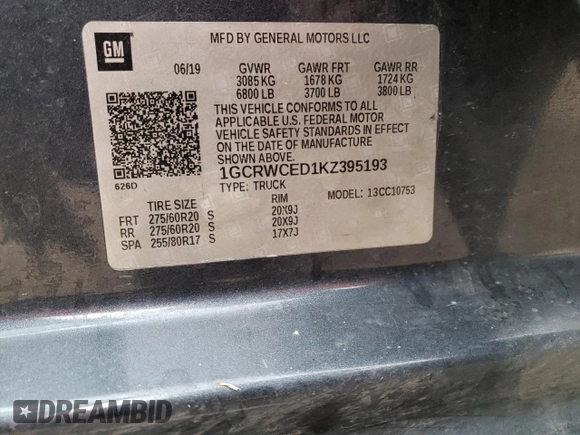 GM
MFD BY GENERAL MOTORS LLC
06/19 GVWR GAWR FRT GAWR RR
3085 KG 1678 KG 1724 KG
6800 LB 3700 LB 3800 LB
THIS VEHICLE CONFORMS TO ALL
APPLICABLE U.S. FEDERAL MOTOR
VEHICLE SAFETY STANDARDS IN EFFECT
ON THE DATE OF MANUFACTURE
SHOWN ABOVE.
626D
1GCRWCED1KZ395193
TYPE: TRUCK MODEL: 13CC10753
TIRE SIZE RIM
FRT 275/60R20 S 20X9J
RR 275/60R20 S 20X9J
SPA 255/80R17 S 17X7J
DREAMBID